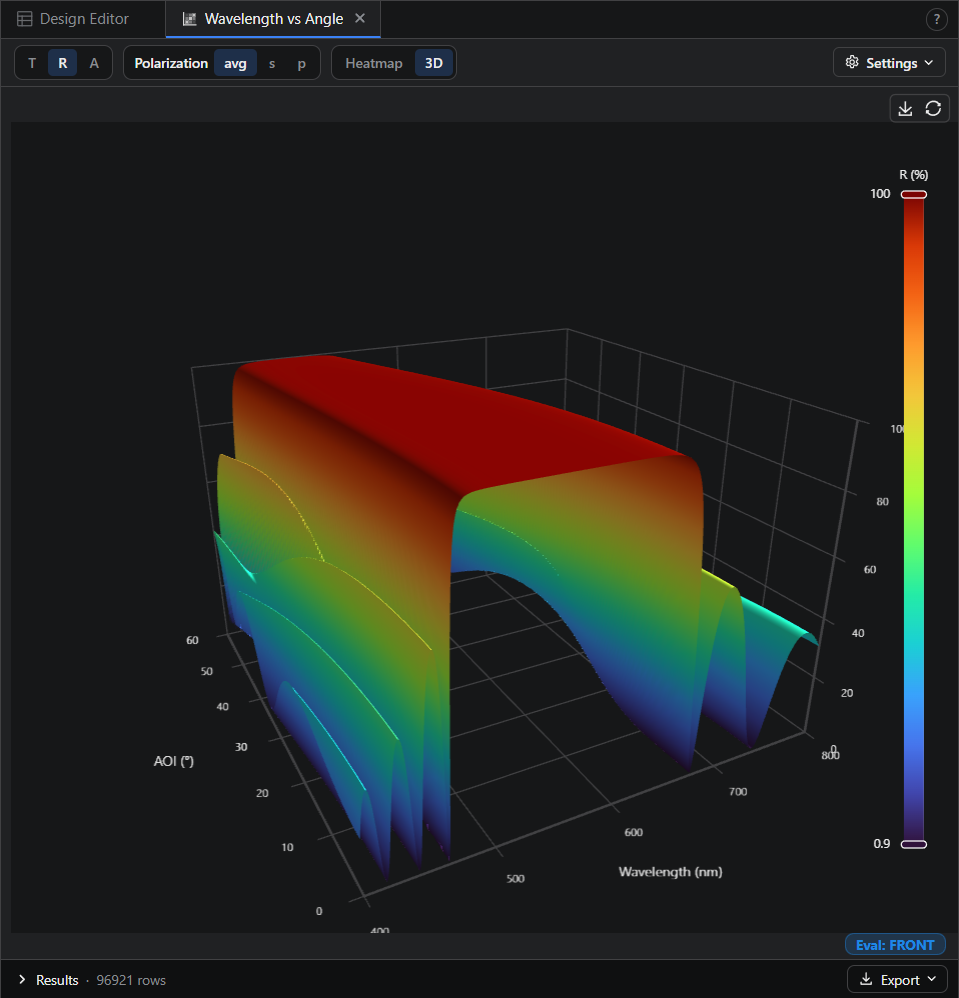 Design Editor
Wavelength vs Angle
?
T R A
Polarization avg s p
Heatmap 3D
Settings
R (%)
100
0.9
10
80
60
40
20
0
60
50
40
30
20
10
0
AOI (°)
400
500
600
700
800
Wavelength (nm)
Eval: FRONT
Results · 96921 rows
Export